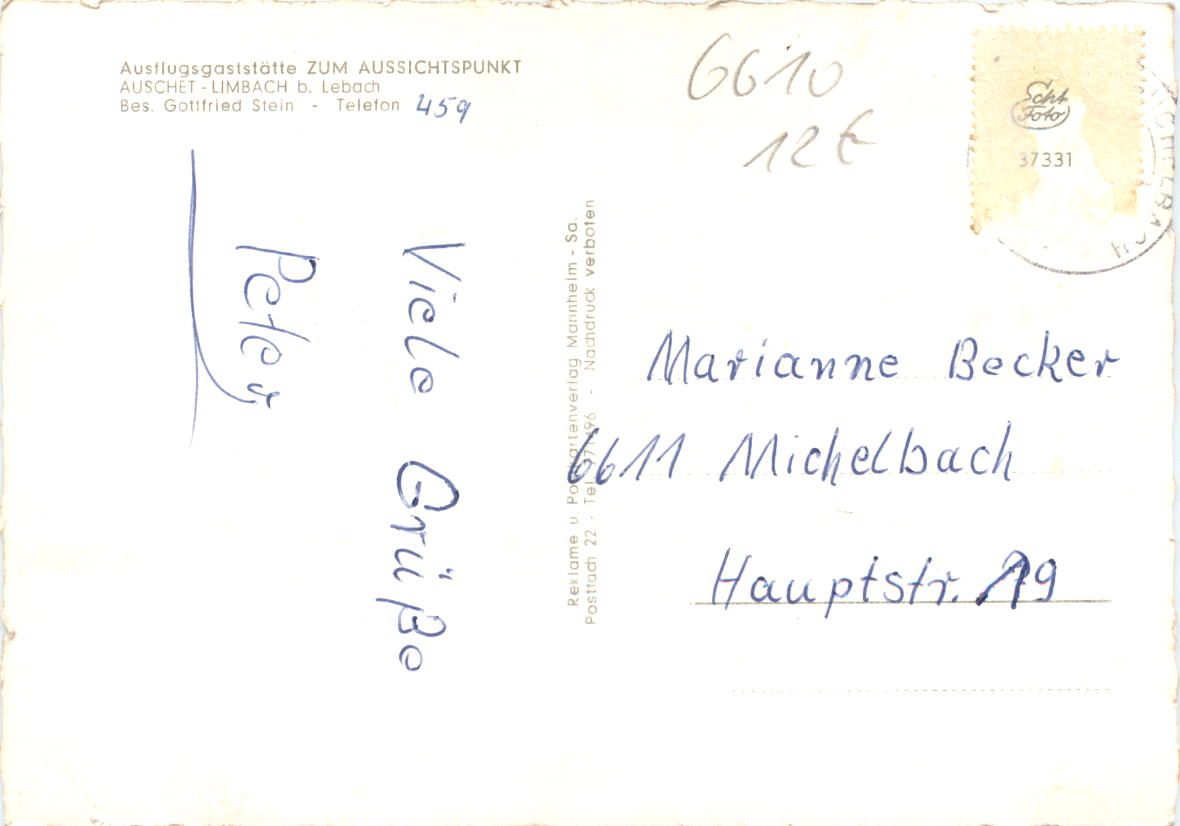 Ausflugsgaststätte ZUM AUSSICHTSPUNKT
AUSCHET - LIMBACH b. Lebach
Bes. Gottfried Stein - Telefon 459
Viele Grüße
Peter
Reklame u Postkartenverlag Mannheim - Sa.
Postfach 22 - Tel. - Nachdruck verboten
6610
12 €
Foto
37331
Marianne Becker
6611 Michelbach
Hauptstr. 19